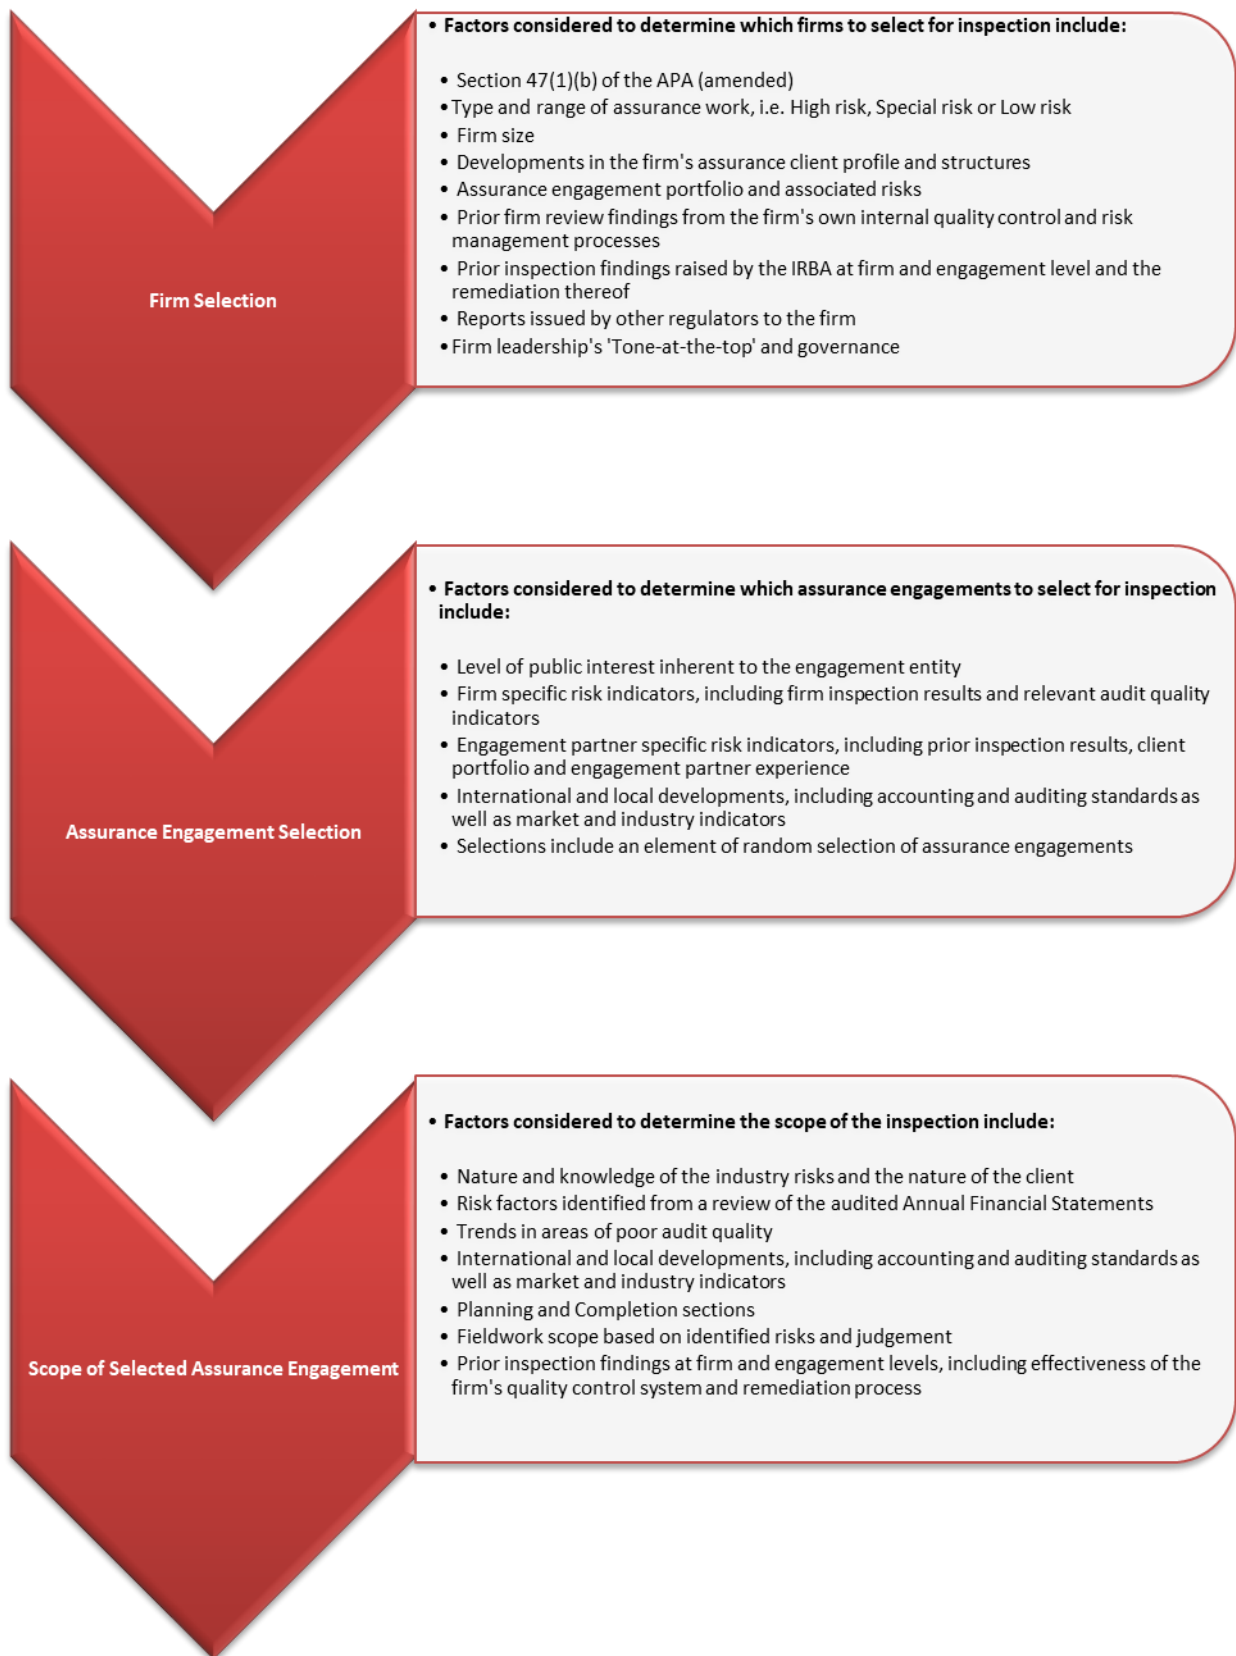 • Factors considered to determine which firms to select for inspection include:
• Section 47(1)(b) of the APA (amended)
•Type and range of assurance work, i.e. High risk, Special risk or Low risk
• Firm size
• Developments in the firm's assurance client profile and structures
• Assurance engagement portfolio and associated risks
• Prior firm review findings from the firm's own internal quality control and risk
management processes
• Prior inspection findings raised by the IRBA at firm and engagement level and the
remediation thereof
• Reports issued by other regulators to the firm
•Firm leadership's 'Tone-at-the-top' and governance
Firm Selection
• Factors considered to determine which assurance engagements to select for inspection
include:
• Level of public interest inherent to the engagement entity
• Firm specific risk indicators, including firm inspection results and relevant audit quality
indicators
• Engagement partner specific risk indicators, including prior inspection results, client
portfolio and engagement partner experience
• International and local developments, including accounting and auditing standards as
well as market and industry indicators
• Selections include an element of random selection of assurance engagements
Assurance Engagement Selection
• Factors considered to determine the scope of the inspection include:
• Nature and knowledge of the industry risks and the nature of the client
• Risk factors identified from a review of the audited Annual Financial Statements
• Trends in areas of poor audit quality
• International and local developments, including accounting and auditing standards as
well as market and industry indicators
• Planning and Completion sections
• Fieldwork scope based on identified risks and judgement
• Prior inspection findings at firm and engagement levels, including effectiveness of the
firm's quality control system and remediation process
Scope of Selected Assurance Engagement